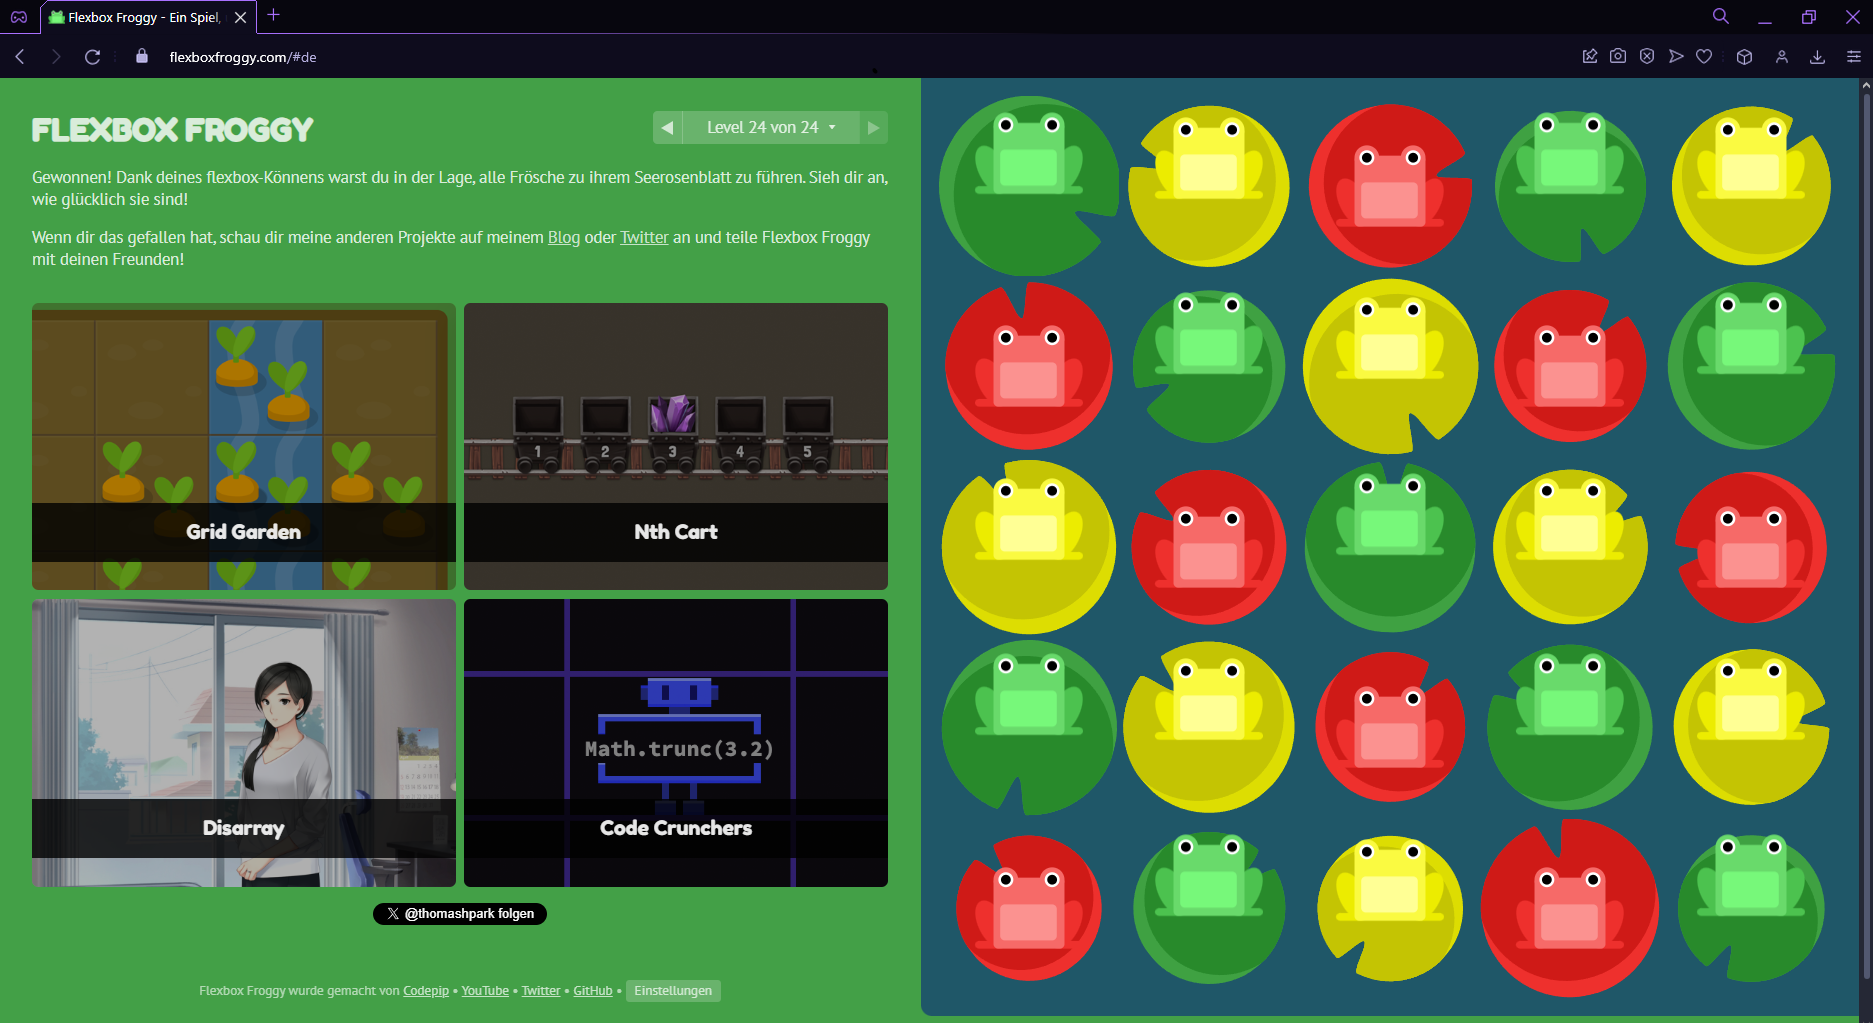 Flexbox Froggy - Ein Spiel,
flexboxfroggy.com/#de
FLEXBOX FROGGY
Level 24 von 24
Gewonnen! Dank deines flexbox-Könnens warst du in der Lage, alle Frösche zu ihrem Seerosenblatt zu führen. Sieh dir an,
wie glücklich sie sind!
Wenn dir das gefallen hat, schau dir meine anderen Projekte auf meinem Blog oder Twitter an und teile Flexbox Froggy
mit deinen Freunden!
Grid Garden
1 2 3 4 5
Nth Cart
Disarray
Math.trunc(3.2)
Code Crunchers
@thomashpark folgen
Flexbox Froggy wurde gemacht von Codepip • YouTube • Twitter • GitHub • Einstellungen